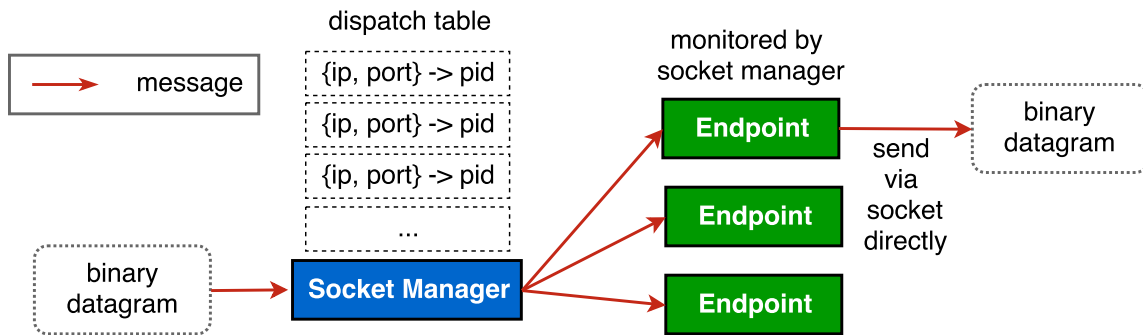 dispatch table
message
{ip, port} -> pid
{ip, port} -> pid
{ip, port} -> pid
...
binary
datagram
Socket Manager
monitored by
socket manager
Endpoint
Endpoint
Endpoint
send
via
socket
directly
binary
datagram